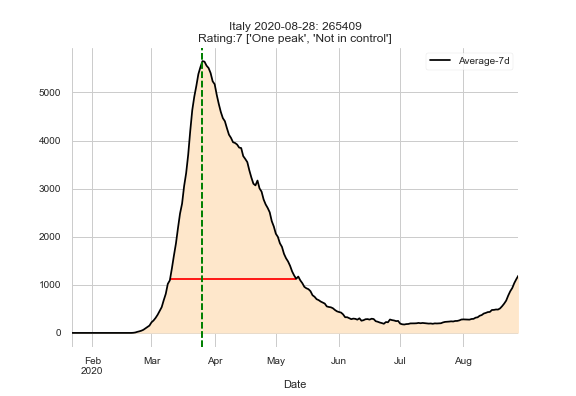 Italy 2020-08-28: 265409
Rating:7 ['One peak', 'Not in control']
Average-7d
5000
4000
3000
2000
1000
0
Feb Mar Apr May Jun Jul Aug
2020
Date